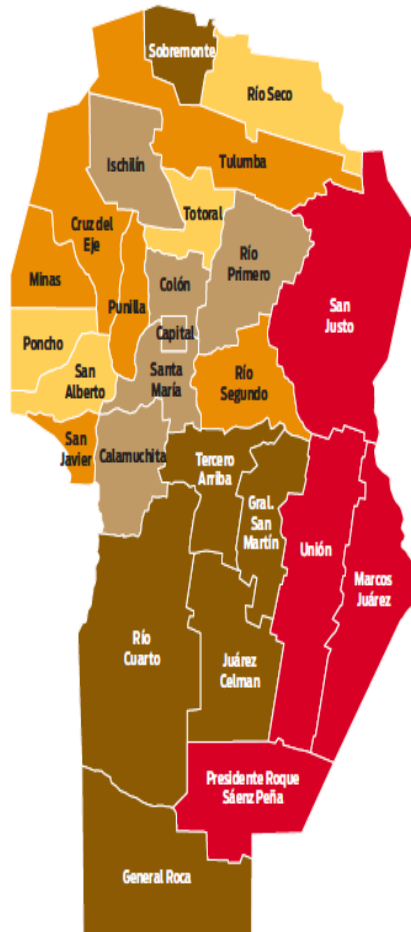 Sobremonte
Río Seco
Ischilín
Tulumba
Totoral
Cruz del
Eje
Río
Primero
Minas
Colón
Punilla
San
Justo
Capital
Poncho
San
Alberto
Santa
María
Río
Segundo
San
Javier
Calamuchita
Tercero
Arriba
Gral.
San
Martín
Unión
Marcos
Juárez
Río
Cuarto
Juárez
Celman
Presidente Roque
Sáenz Peña
General Roca